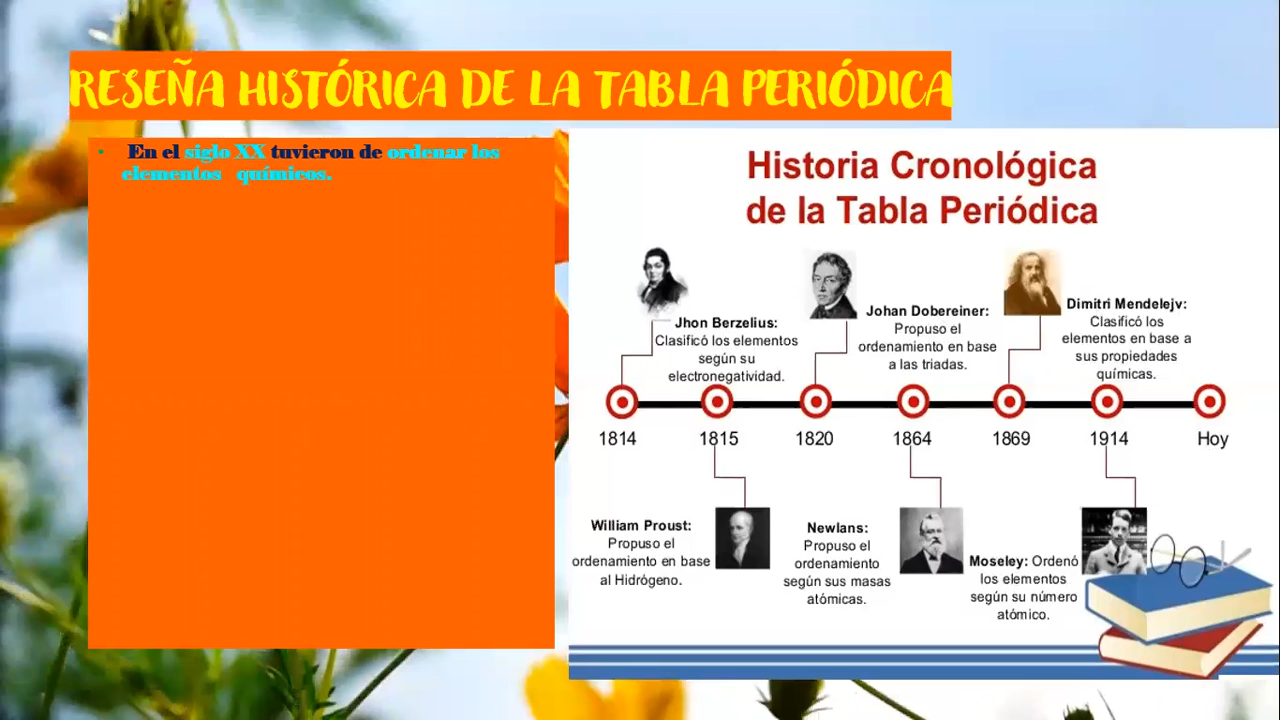 RESEÑA HISTÓRICA DE LA TABLA PERIÓDICA
• En el siglo XX tuvieron de ordenar los
elementos químicos.
Historia Cronológica
de la Tabla Periódica
Jhon Berzelius:
Clasificó los elementos
según su
electronegatividad.
Johan Dobereiner:
Propuso el
ordenamiento en base
a las triadas.
Dimitri Mendelejv:
Clasificó los
elementos en base a
sus propiedades
químicas.
1814 1815 1820 1864 1869 1914 Hoy
William Proust:
Propuso el
ordenamiento en base
al Hidrógeno.
Newlans:
Propuso el
ordenamiento
según sus masas
atómicas.
Moseley: Ordenó
los elementos
según su número
atómico.